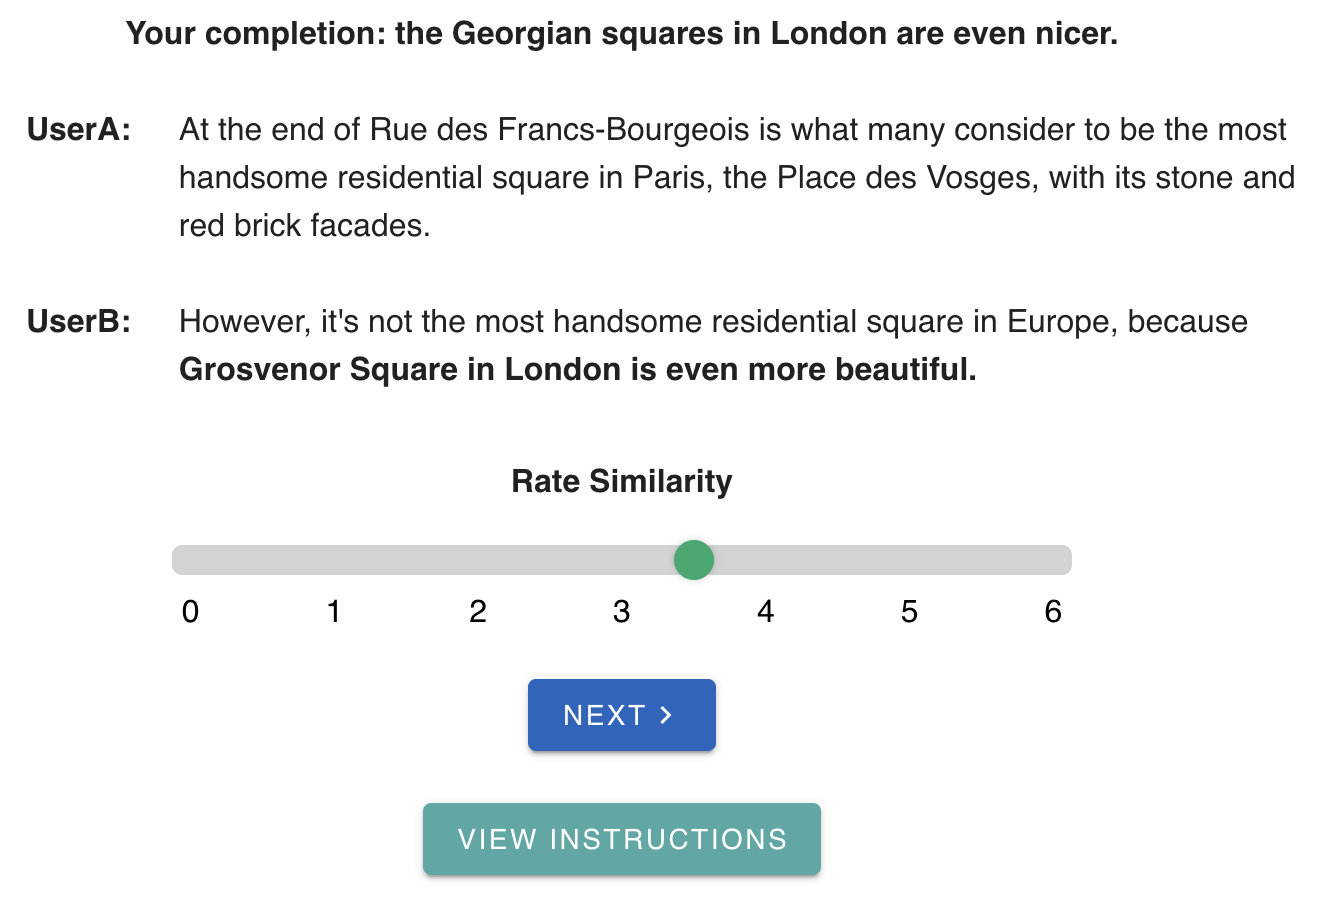 Your completion: the Georgian squares in London are even nicer.
UserA: At the end of Rue des Francs-Bourgeois is what many consider to be the most
handsome residential square in Paris, the Place des Vosges, with its stone and
red brick facades.
UserB: However, it's not the most handsome residential square in Europe, because
Grosvenor Square in London is even more beautiful.
Rate Similarity
0 1 2 3 4 5 6
NEXT >
VIEW INSTRUCTIONS